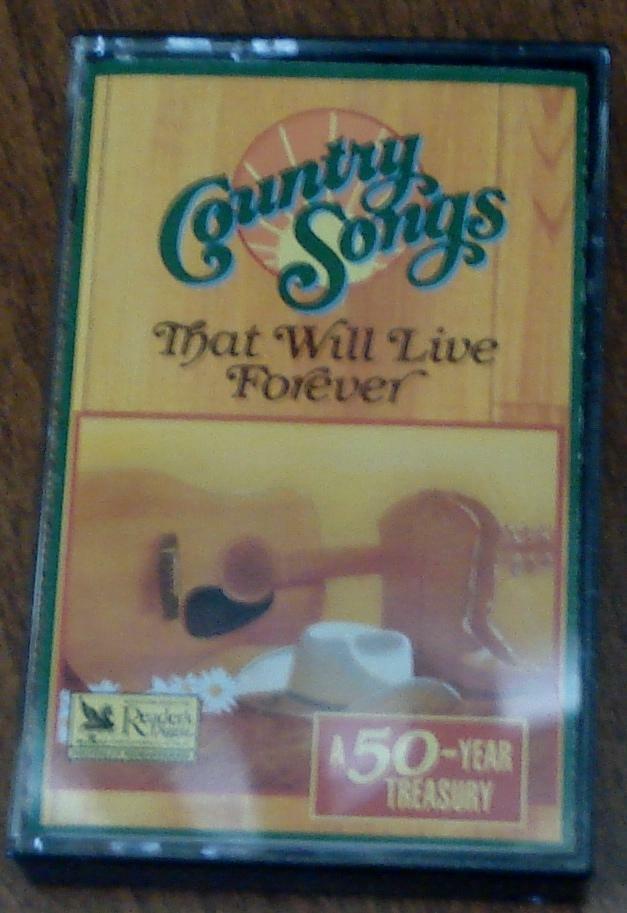 Country
Songs
That Will Live
Forever
Reader's
Digest
A 50-YEAR
TREASURY